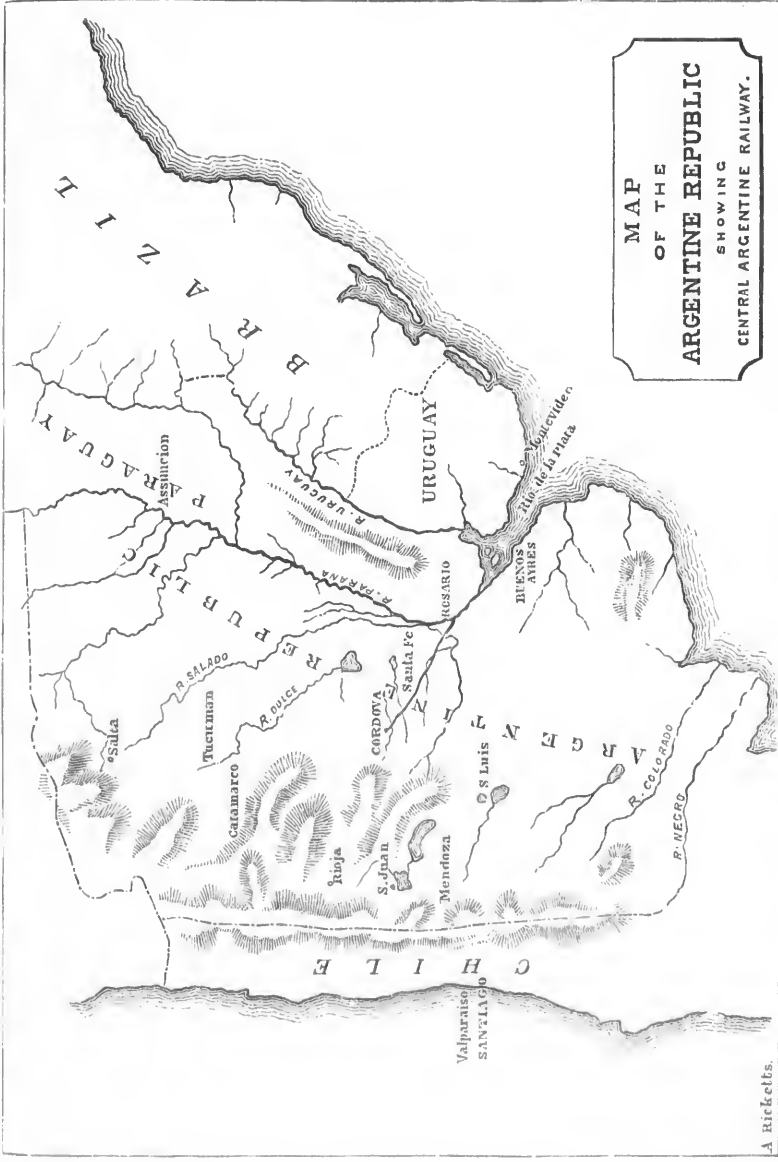 MAP
OF THE
ARGENTINE REPUBLIC
SHOWING
CENTRAL ARGENTINE RAILWAY.
BRAZIL
PARAGUAY
Assuncion
URUGUAY
R. URUGUAY
R. PARANA
Montevideo
Rio de la Plata
BUENOS
AYRES
ROSARIO
Santa Fe
CORDOVA
ARGENTINE
REPUBLIC
R. SALADO
R. DULCE
Salta
Tucuman
Catamarco
Rioja
S. Juan
Mendoza
S Luis
R. COLORADO
R. NEGRO
CHILE
Valparaiso
SANTIAGO
A Ricketts.